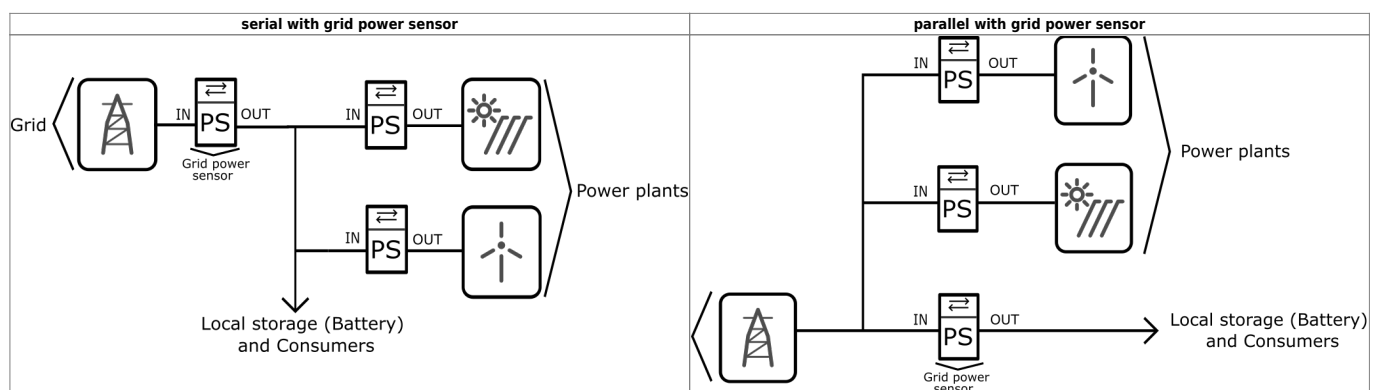 serial with grid power sensor
Grid
IN
PS
OUT
Grid power
sensor
IN
PS
OUT
IN
PS
OUT
Power plants
Local storage (Battery)
and Consumers
parallel with grid power sensor
IN
PS
OUT
IN
PS
OUT
Power plants
IN
PS
OUT
Grid power
sensor
Local storage (Battery)
and Consumers